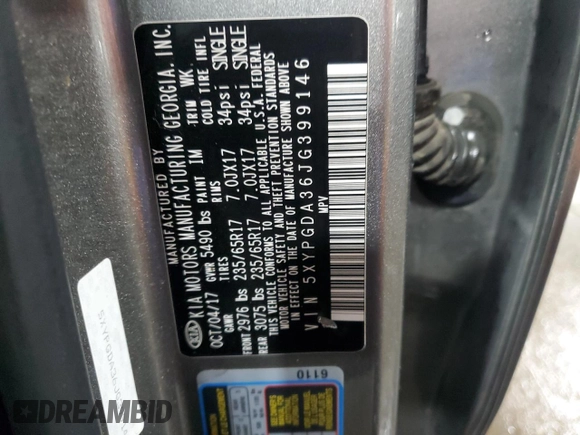 MANUFACTURED BY
KIA KIA MOTORS MANUFACTURING GEORGIA, INC.
OCT/04/17 GVWR 5490 lbs PAINT IM TRIM WK
GAWR TIRES RIMS COLD TIRE INFL
FRONT 2976 lbs 235/65R17 7.0JX17 34psi SINGLE
REAR 3075 lbs 235/65R17 7.0JX17 34psi SINGLE
THIS VEHICLE CONFORMS TO ALL APPLICABLE U.S.A. FEDERAL
MOTOR VEHICLE SAFETY AND THEFT PREVENTION STANDARDS
IN EFFECT ON THE DATE OF MANUFACTURE SHOWN ABOVE
VIN 5XYPGDA36JG399146
MPV
6110
DREAMBID